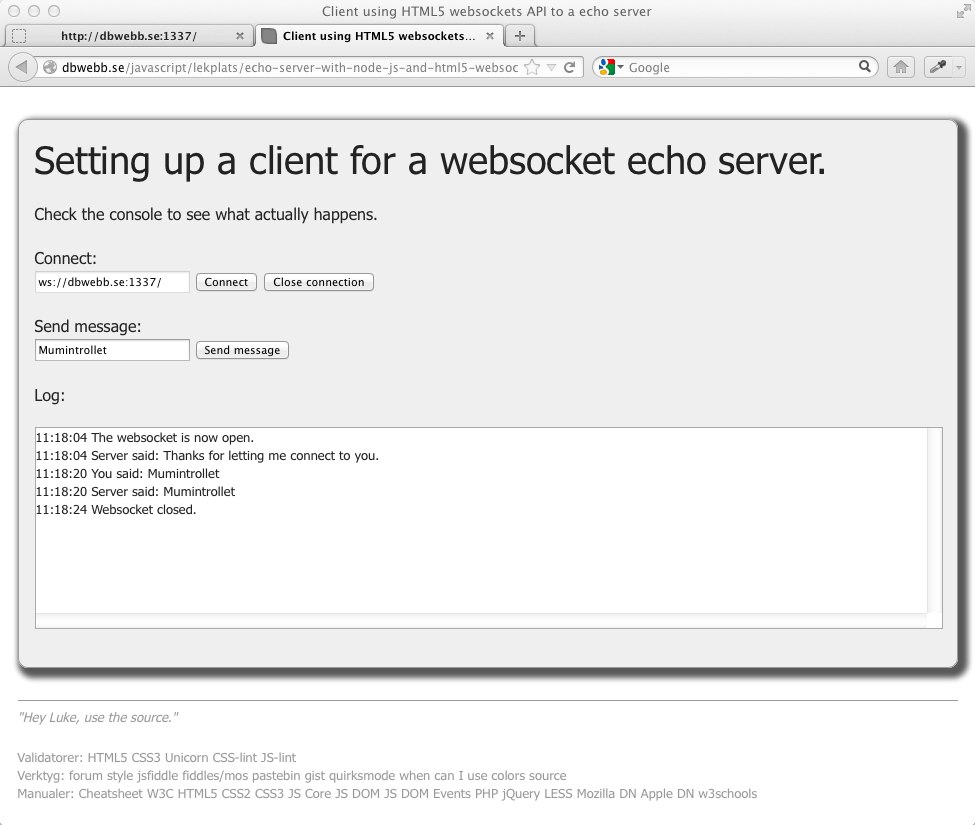 Client using HTML5 websockets API to a echo server
http://dbwebb.se:1337/
Client using HTML5 websockets...
dbwebb.se/javascript/lekplats/echo-server-with-node-js-and-html5-websoc
Google
Setting up a client for a websocket echo server.
Check the console to see what actually happens.
Connect:
ws://dbwebb.se:1337/ Connect Close connection
Send message:
Mumintrollet Send message
Log:
11:18:04 The websocket is now open.
11:18:04 Server said: Thanks for letting me connect to you.
11:18:20 You said: Mumintrollet
11:18:20 Server said: Mumintrollet
11:18:24 Websocket closed.
"Hey Luke, use the source."
Validatorer: HTML5 CSS3 Unicorn CSS-lint JS-lint
Verktyg: forum style jsfiddle fiddles/mos pastebin gist quirksmode when can I use colors source
Manualer: Cheatsheet W3C HTML5 CSS2 CSS3 JS Core JS DOM JS DOM Events PHP jQuery LESS Mozilla DN Apple DN w3schools